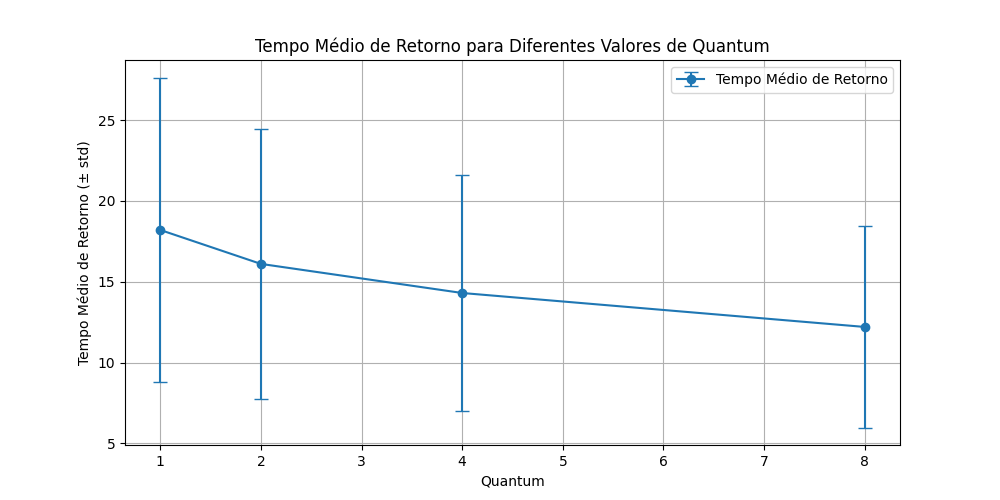 Tempo Médio de Retorno para Diferentes Valores de Quantum
Tempo Médio de Retorno
Tempo Médio de Retorno (± std)
25
20
15
10
5
1 2 3 4 5 6 7 8
Quantum